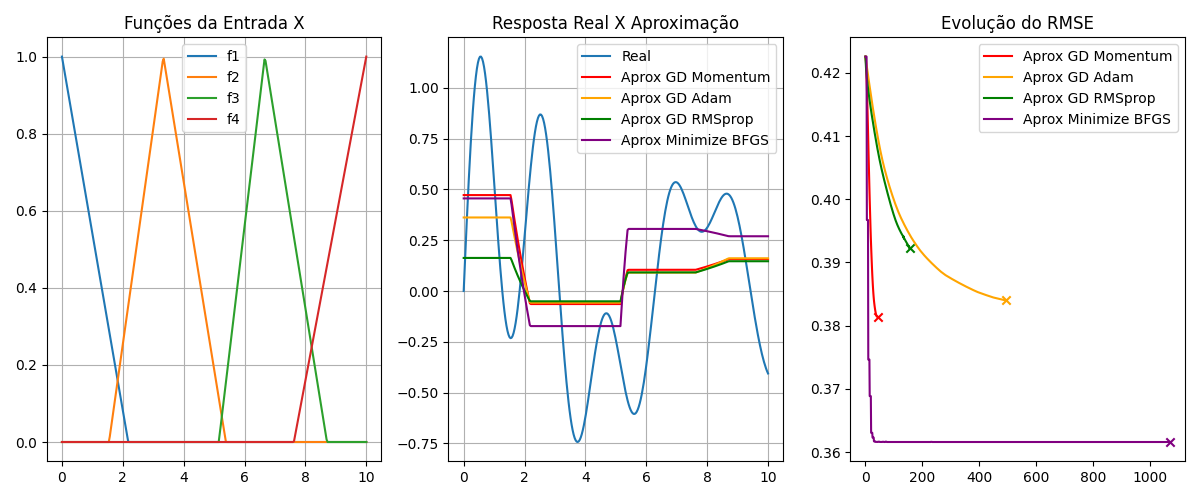 Funções da Entrada X
1.0
0.8
0.6
0.4
0.2
0.0
0 2 4 6 8 10
f1
f2
f3
f4
Resposta Real X Aproximação
1.00
0.75
0.50
0.25
0.00
−0.25
−0.50
−0.75
0 2 4 6 8 10
Real
Aprox GD Momentum
Aprox GD Adam
Aprox GD RMSprop
Aprox Minimize BFGS
Evolução do RMSE
0.42
0.41
0.40
0.39
0.38
0.37
0.36
0 200 400 600 800 1000
Aprox GD Momentum
Aprox GD Adam
Aprox GD RMSprop
Aprox Minimize BFGS